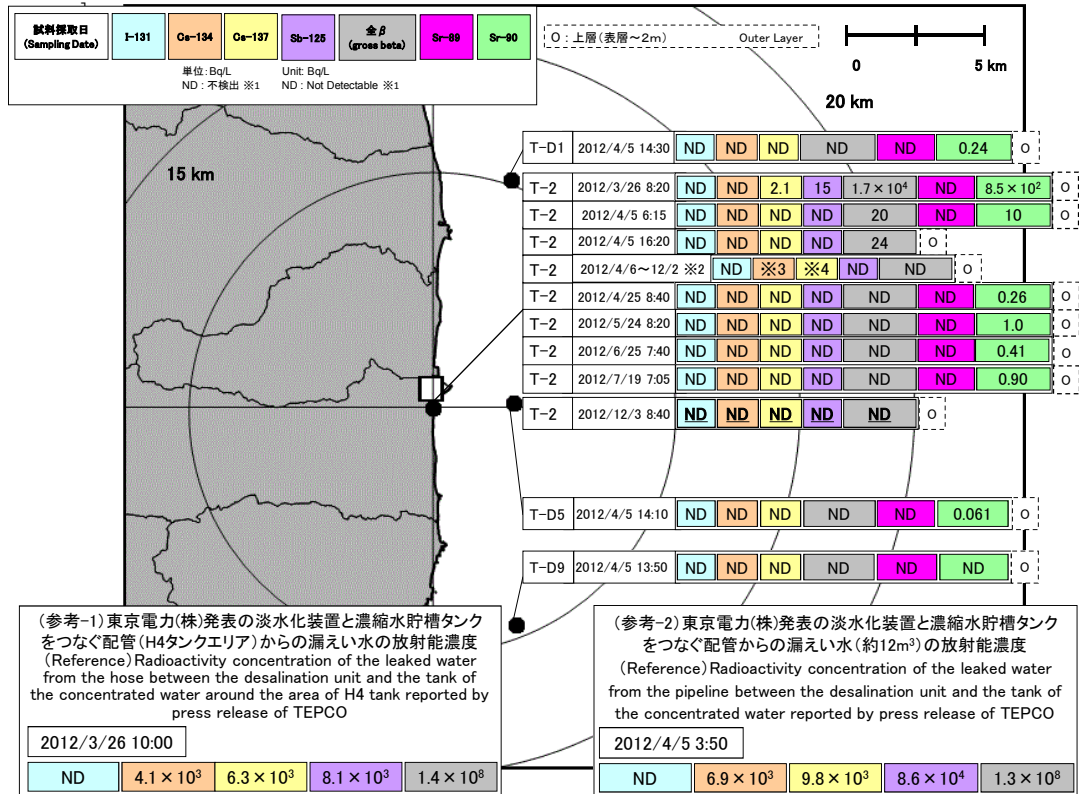 試料採取日
(Sampling Date)
I-131
Cs-134
Cs-137
Sb-125
全β
(gross beta)
Sr-89
Sr-90
単位:Bq/L Unit: Bq/L
ND : 不検出 ※1 ND : Not Detectable ※1
O : 上層(表層~2m) Outer Layer
0 5 km
20 km
15 km
T-D1 2012/4/5 14:30 ND ND ND ND ND 0.24 O
T-2 2012/3/26 8:20 ND ND 2.1 15 1.7×10⁴ ND 8.5×10² O
T-2 2012/4/5 6:15 ND ND ND ND 20 ND 10 O
T-2 2012/4/5 16:20 ND ND ND ND 24 O
T-2 2012/4/6~12/2 ※2 ND ※3 ※4 ND ND O
T-2 2012/4/25 8:40 ND ND ND ND ND ND 0.26 O
T-2 2012/5/24 8:20 ND ND ND ND ND ND 1.0 O
T-2 2012/6/25 7:40 ND ND ND ND ND ND 0.41 O
T-2 2012/7/19 7:05 ND ND ND ND ND ND 0.90 O
T-2 2012/12/3 8:40 ND ND ND ND ND O
T-D5 2012/4/5 14:10 ND ND ND ND ND 0.061 O
T-D9 2012/4/5 13:50 ND ND ND ND ND ND O
(参考-1)東京電力(株)発表の淡水化装置と濃縮水貯槽タンク
をつなぐ配管(H4タンクエリア)からの漏えい水の放射能濃度
(Reference)Radioactivity concentration of the leaked water
from the hose between the desalination unit and the tank of
the concentrated water around the area of H4 tank reported by
press release of TEPCO
2012/3/26 10:00
ND 4.1×10³ 6.3×10³ 8.1×10³ 1.4×10⁸
(参考-2)東京電力(株)発表の淡水化装置と濃縮水貯槽タンク
をつなぐ配管からの漏えい水(約12m³)の放射能濃度
(Reference)Radioactivity concentration of the leaked water
from the pipeline between the desalination unit and the tank of
the concentrated water reported by press release of TEPCO
2012/4/5 3:50
ND 6.9×10³ 9.8×10³ 8.6×10⁴ 1.3×10⁸